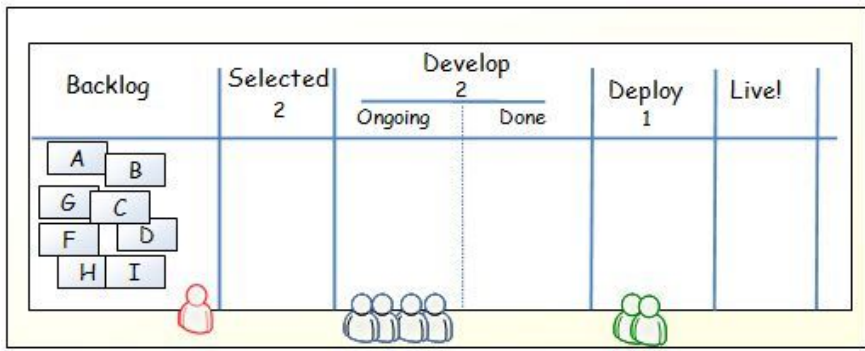 Backlog
Selected
2
Develop
2
Ongoing
Done
Deploy
1
Live!
A
B
G
C
F
D
H
I